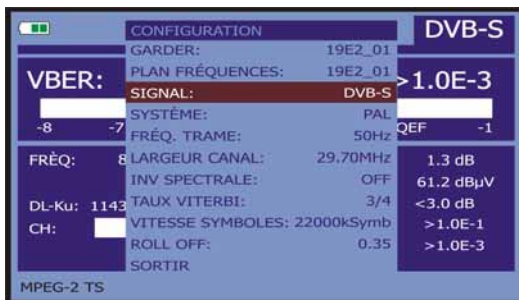 CONFIGURATION
DVB-S
GARDER: 19E2_01
PLAN FRÉQUENCES: 19E2_01
VBER: >1.0E-3
SIGNAL: DVB-S
SYSTÈME: PAL
-8 -7 QEF -1
FRÉQ. TRAME: 50Hz
FRÈQ: 8 LARGEUR CANAL: 29.70MHz 1.3 dB
INV SPECTRALE: OFF 61.2 dBµV
DL-Ku: 1143 TAUX VITERBI: 3/4 <3.0 dB
CH: VITESSE SYMBOLES: 22000kSymb >1.0E-1
ROLL OFF: 0.35 >1.0E-3
SORTIR
MPEG-2 TS